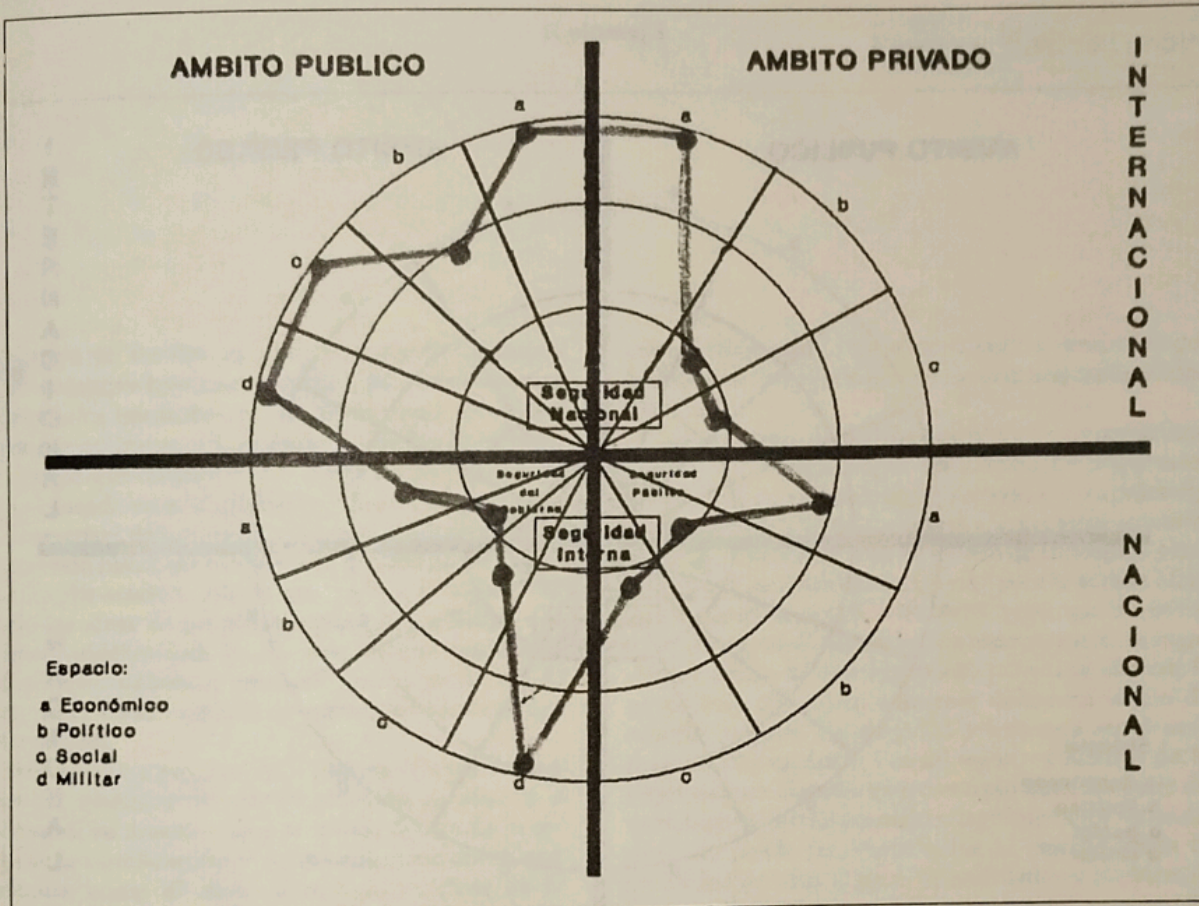 AMBITO PUBLICO
AMBITO PRIVADO
INTERNACIONAL
a
a
b
b
c
c
d
Seguridad
Nacional
Seguridad
del
Gobierno
Seguridad
Pública
Seguridad
Interna
a
a
b
b
c
c
d
NACIONAL
Espacio:
a Económico
b Político
c Social
d Militar